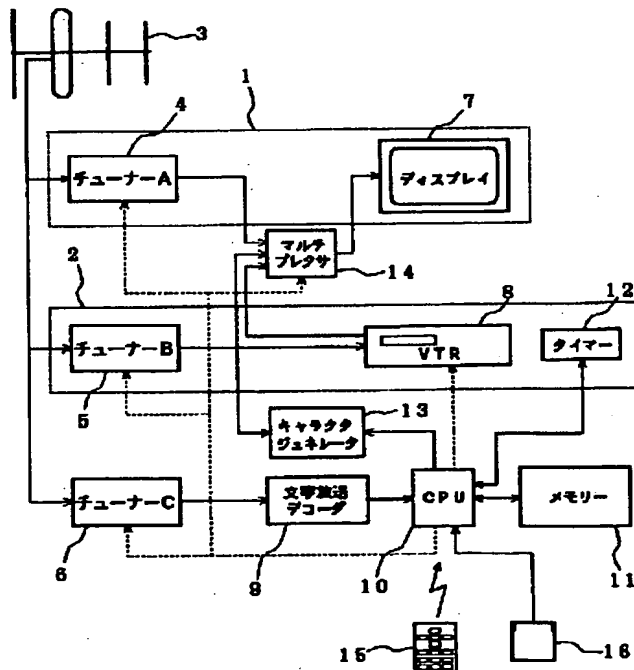 3
1
4
7
チューナーA
ディスプレイ
マルチ
プレクサ
14
2
12
8
チューナーB
VTR
タイマー
5
13
キャラクタ
ジェネレータ
チューナーC
文字放送
デコーダ
CPU
メモリー
6
9
10
11
15
16